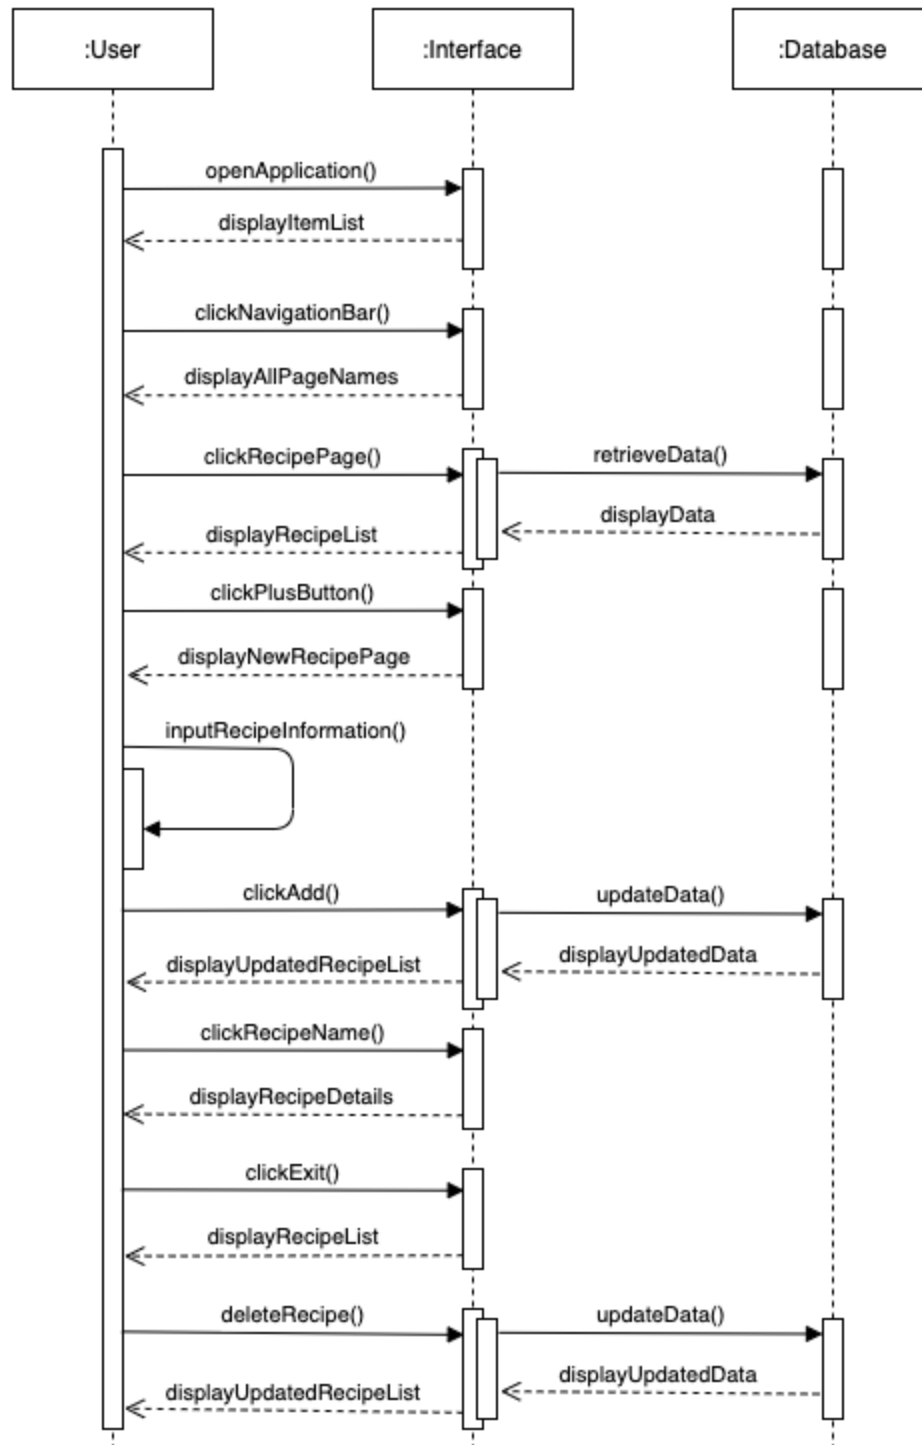 :User
:Interface
:Database
openApplication()
displayItemList
clickNavigationBar()
displayAllPageNames
clickRecipePage()
retrieveData()
displayData
displayRecipeList
clickPlusButton()
displayNewRecipePage
inputRecipeInformation()
clickAdd()
updateData()
displayUpdatedData
displayUpdatedRecipeList
clickRecipeName()
displayRecipeDetails
clickExit()
displayRecipeList
deleteRecipe()
updateData()
displayUpdatedData
displayUpdatedRecipeList